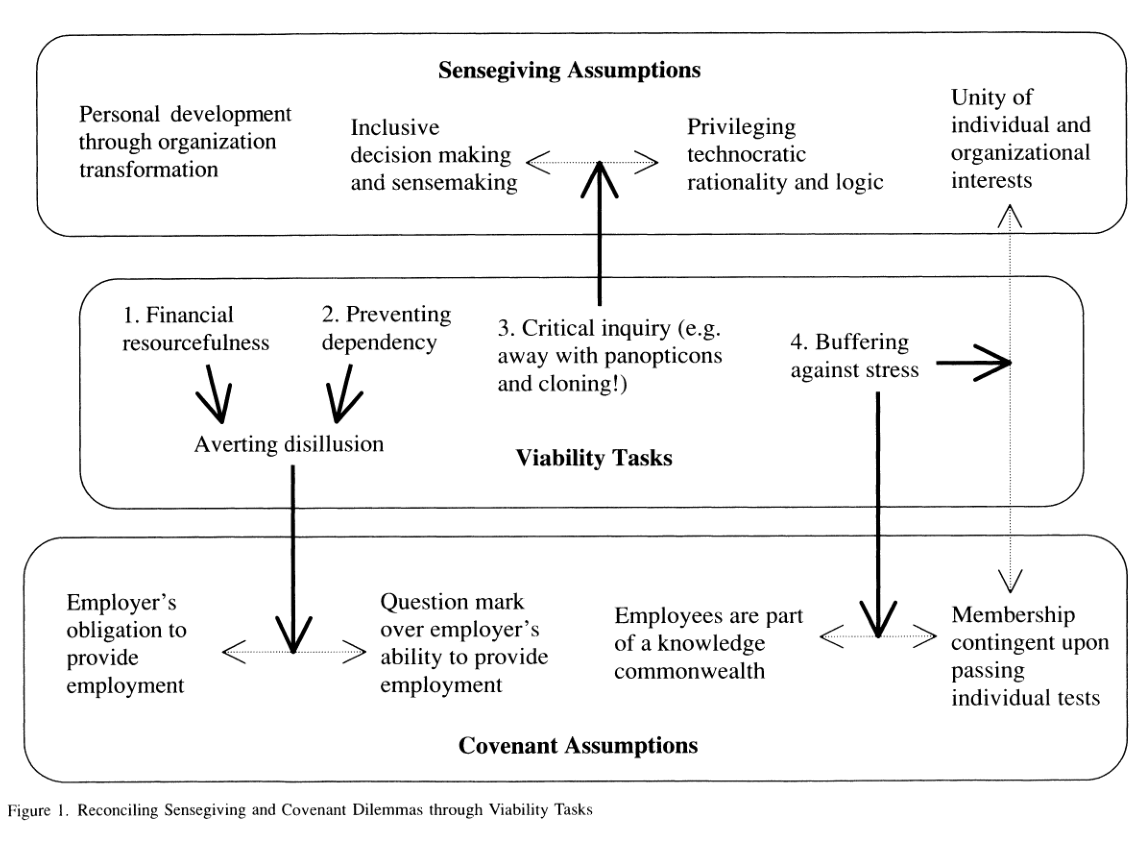 Sensegiving Assumptions
Personal development
through organization
transformation
Inclusive
decision making
and sensemaking
Privileging
technocratic
rationality and logic
Unity of
individual and
organizational
interests
1. Financial
resourcefulness
2. Preventing
dependency
3. Critical inquiry (e.g.
away with panopticons
and cloning!)
4. Buffering
against stress
Averting disillusion
Viability Tasks
Employer's
obligation to
provide
employment
Question mark
over employer's
ability to provide
employment
Employees are part
of a knowledge
commonwealth
Membership
contingent upon
passing
individual tests
Covenant Assumptions
Figure 1. Reconciling Sensegiving and Covenant Dilemmas through Viability Tasks